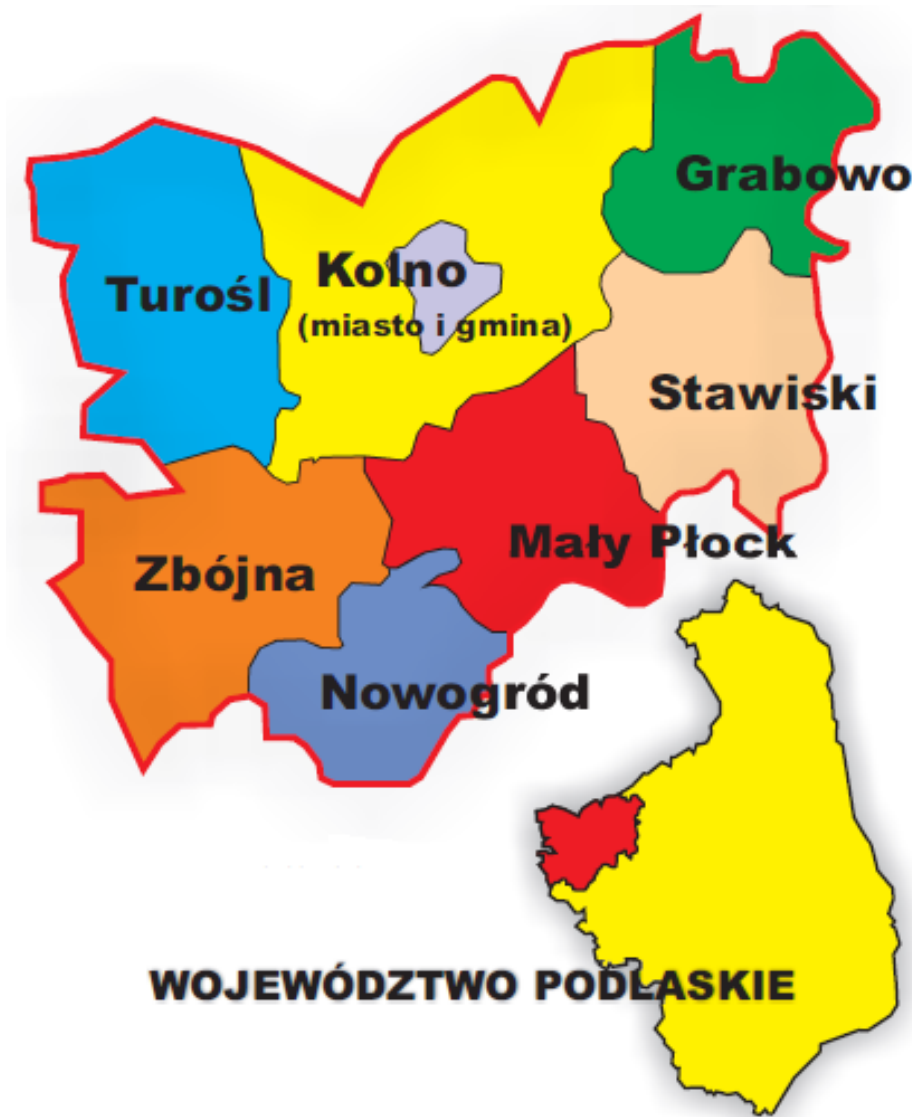 Grabowo
Kolno
(miasto i gmina)
Turośl
Stawiski
Mały Płock
Zbójna
Nowogród
WOJEWÓDZTWO PODLASKIE